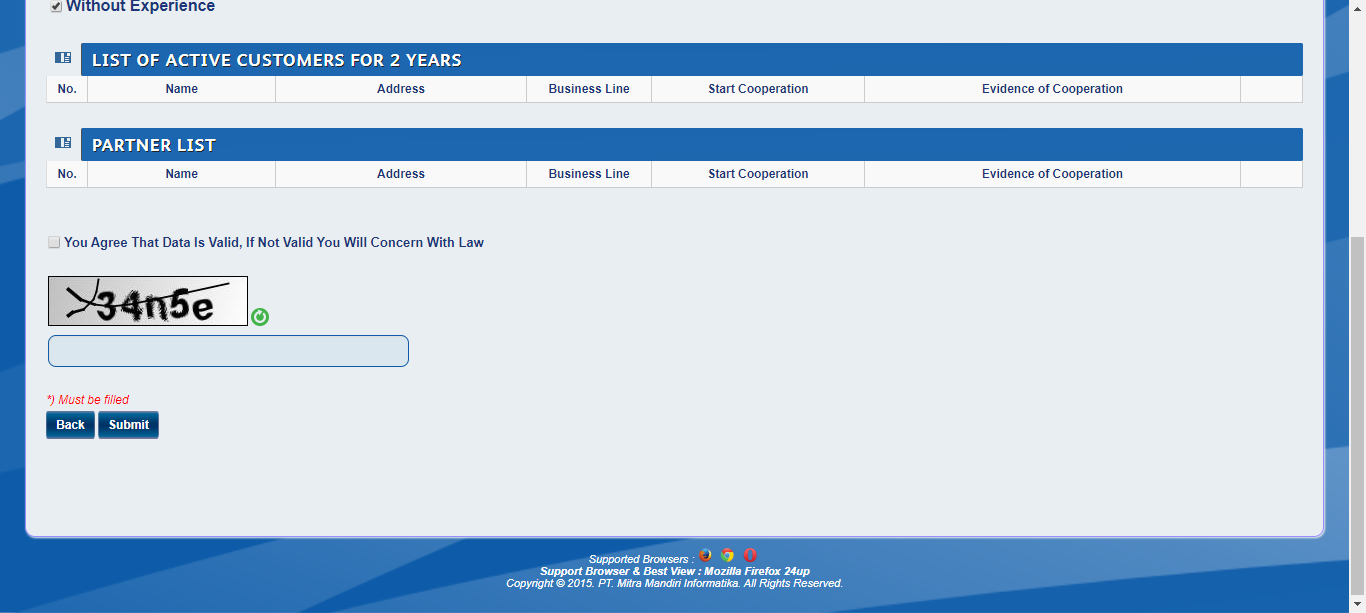 Without Experience
LIST OF ACTIVE CUSTOMERS FOR 2 YEARS
No. Name Address Business Line Start Cooperation Evidence of Cooperation
PARTNER LIST
No. Name Address Business Line Start Cooperation Evidence of Cooperation
You Agree That Data Is Valid, If Not Valid You Will Concern With Law
*) Must be filled
Back Submit
Supported Browsers :
Support Browser & Best View : Mozilla Firefox 24up
Copyright © 2015. PT. Mitra Mandiri Informatika. All Rights Reserved.